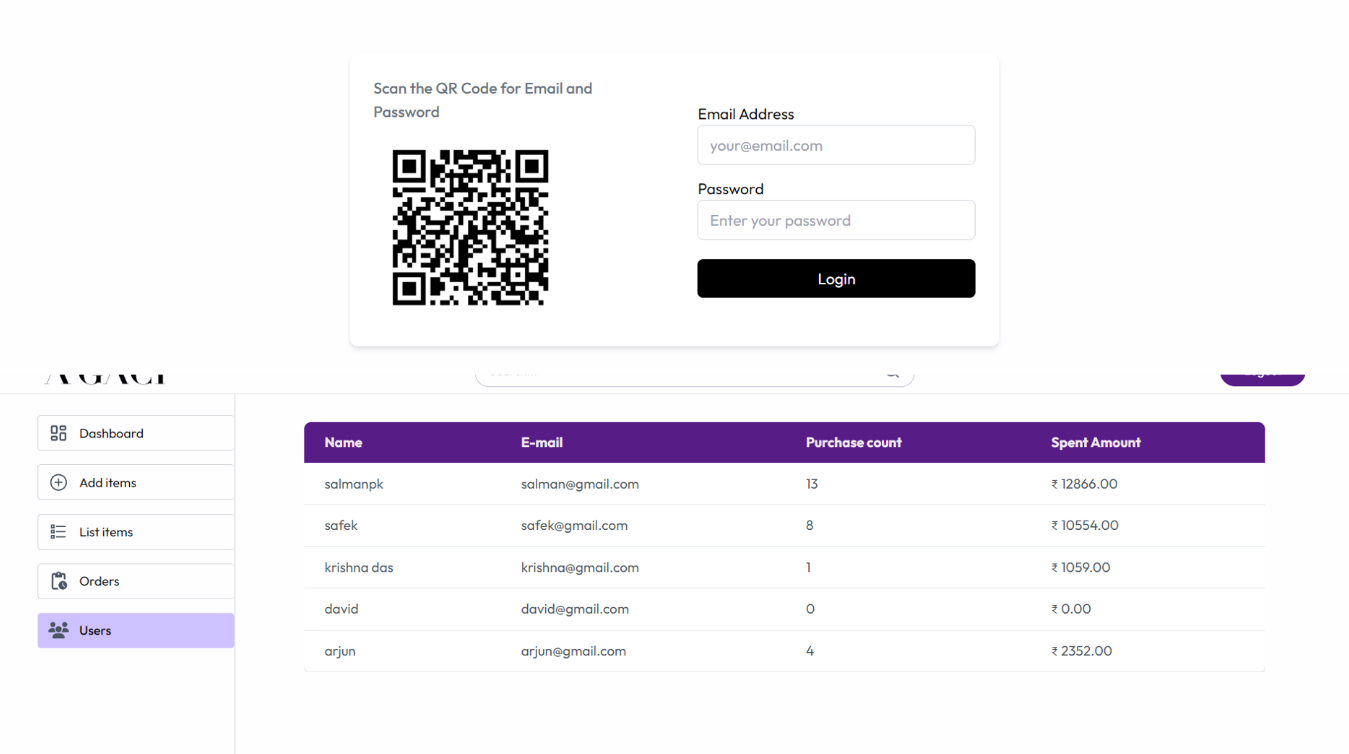 Scan the QR Code for Email and
Password
Email Address
your@email.com
Password
Enter your password
Login
Dashboard
Add items
List items
Orders
Users
Name E-mail Purchase count Spent Amount
salmanpk salman@gmail.com 13 ₹ 12866.00
safek safek@gmail.com 8 ₹ 10554.00
krishna das krishna@gmail.com 1 ₹ 1059.00
david david@gmail.com 0 ₹ 0.00
arjun arjun@gmail.com 4 ₹ 2352.00